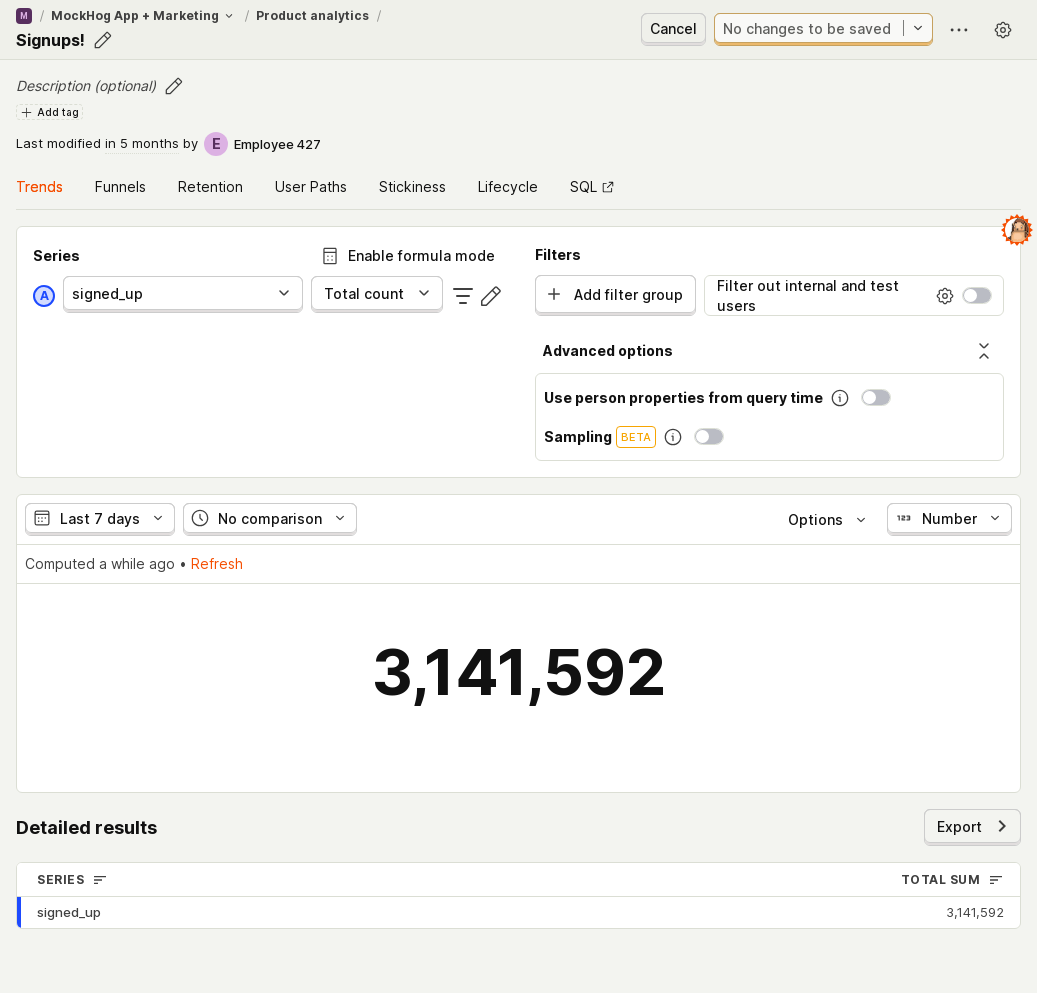 M / MockHog App + Marketing / Product analytics /
Signups!
Cancel
No changes to be saved
Description (optional)
Add tag
Last modified in 5 months by E Employee 427
Trends Funnels Retention User Paths Stickiness Lifecycle SQL
Series
Enable formula mode
A signed_up Total count
Filters
Add filter group
Filter out internal and test users
Advanced options
Use person properties from query time
Sampling BETA
Last 7 days No comparison Options 123 Number
Computed a while ago • Refresh
3,141,592
Detailed results
Export
SERIES TOTAL SUM
signed_up 3,141,592